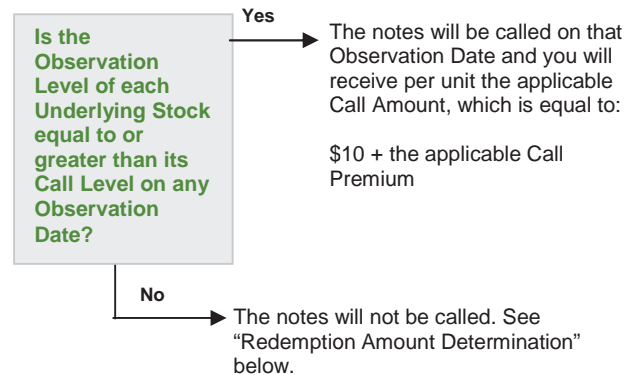 Is the
Observation
Level of each
Underlying Stock
equal to or
greater than its
Call Level on any
Observation
Date?
Yes
The notes will be called on that
Observation Date and you will
receive per unit the applicable
Call Amount, which is equal to:
$10 + the applicable Call
Premium
No
The notes will not be called. See
“Redemption Amount Determination”
below.